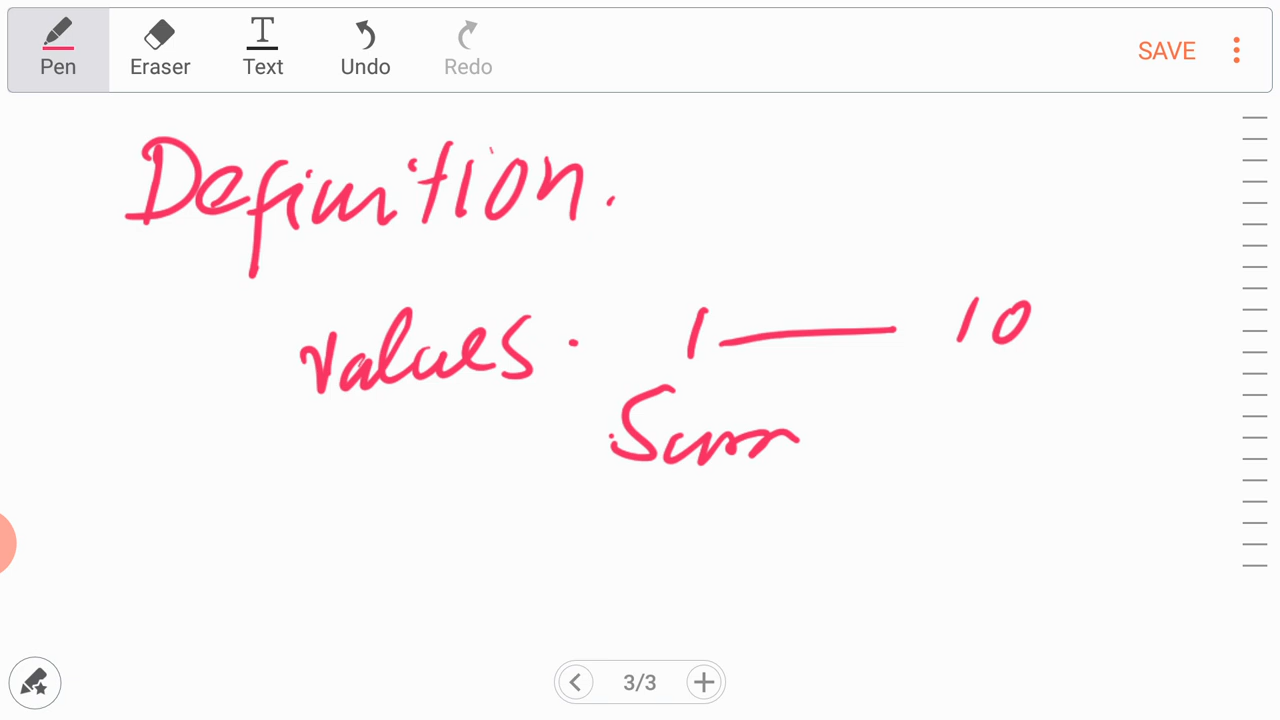 Pen Eraser Text Undo Redo SAVE
Definition.
Values. 1 — 10
Sum
3/3